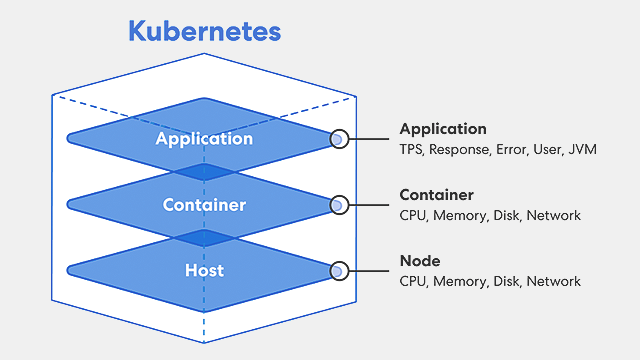 Kubernetes
Application
Application
TPS, Response, Error, User, JVM
Container
Container
CPU, Memory, Disk, Network
Host
Node
CPU, Memory, Disk, Network